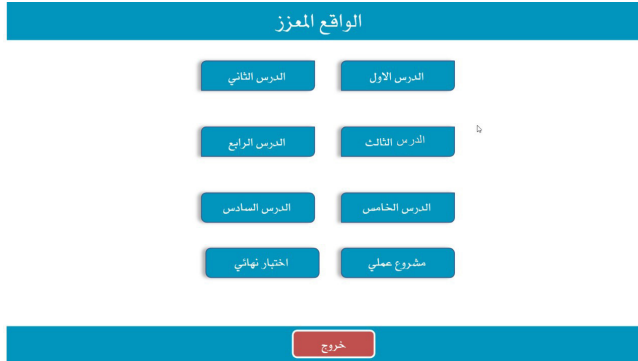 الواقع المعزز
الدرس الاول
الدرس الثاني
الدرس الثالث
الدرس الرابع
الدرس الخامس
الدرس السادس
مشروع عملي
اختبار نهائي
خروج